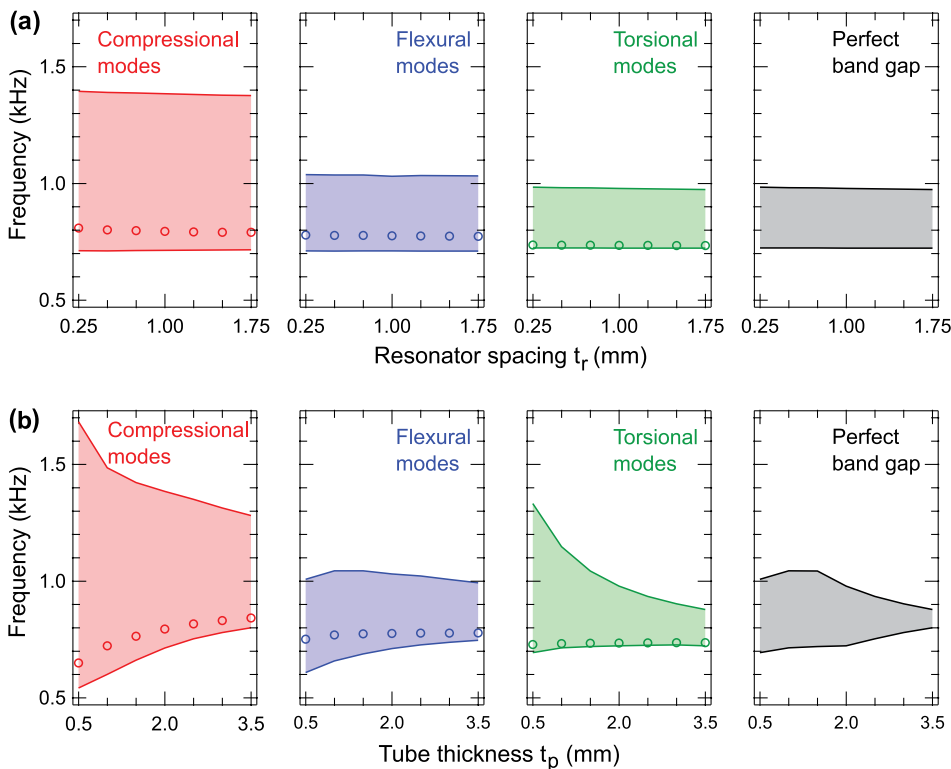 (a)
Compressional modes
Flexural modes
Torsional modes
Perfect band gap
Frequency (kHz)
1.5
1.0
0.5
0.25 1.00 1.75
0.25 1.00 1.75
0.25 1.00 1.75
0.25 1.00 1.75
Resonator spacing t_r (mm)
(b)
Compressional modes
Flexural modes
Torsional modes
Perfect band gap
Frequency (kHz)
1.5
1.0
0.5
0.5 2.0 3.5
0.5 2.0 3.5
0.5 2.0 3.5
0.5 2.0 3.5
Tube thickness t_p (mm)